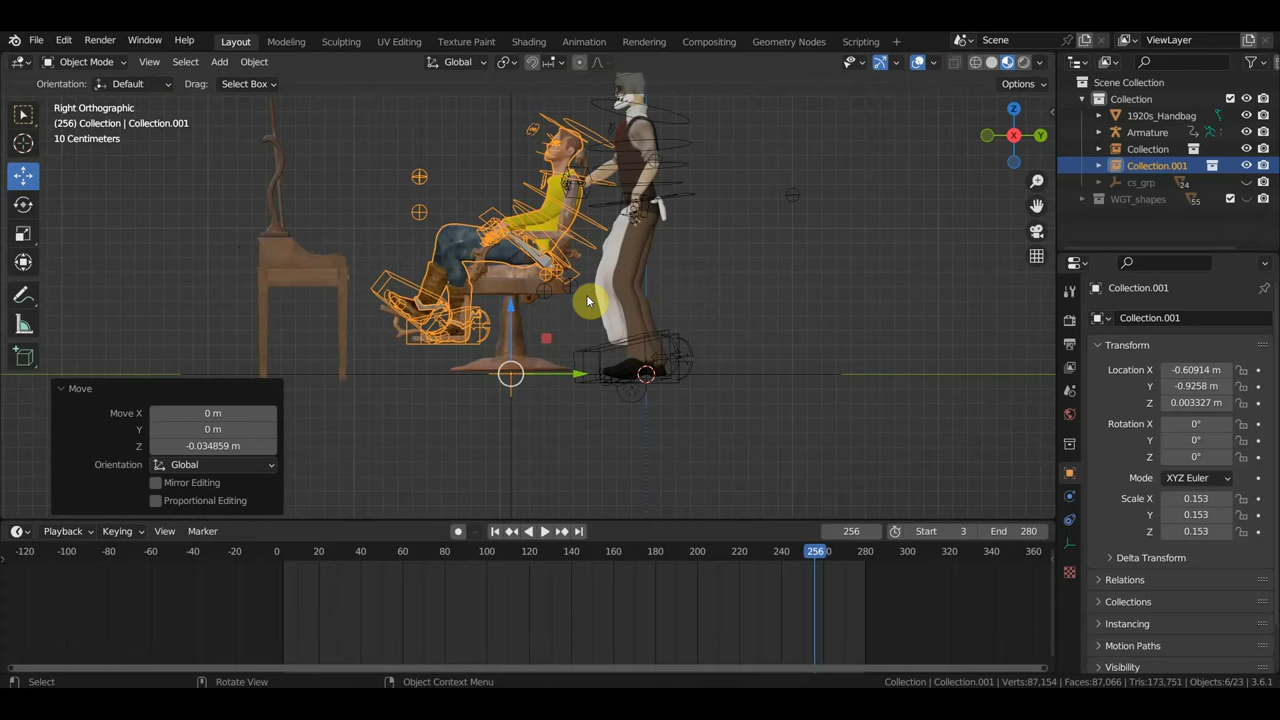 File Edit Render Window Help Layout Modeling Sculpting UV Editing Texture Paint Shading Animation Rendering Compositing Geometry Nodes Scripting + Scene ViewLayer
Object Mode View Select Add Object Global
Orientation: Default Drag: Select Box Options
Right Orthographic
(256) Collection | Collection.001
10 Centimeters
Z
X
Y
Scene Collection
Collection
1920s_Handbag
Armature
Collection
Collection.001
cs_grp 24
WGT_shapes 55
Collection.001
Collection.001
Transform
Location X -0.60914 m
Y -0.9258 m
Z 0.003327 m
Rotation X 0°
Y 0°
Z 0°
Mode XYZ Euler
Scale X 0.153
Y 0.153
Z 0.153
Delta Transform
Relations
Collections
Instancing
Motion Paths
Visibility
Move
Move X 0 m
Y 0 m
Z -0.034859 m
Orientation Global
Mirror Editing
Proportional Editing
Playback Keying View Marker 256 Start 3 End 280
-120 -100 -80 -60 -40 -20 0 20 40 60 80 100 120 140 160 180 200 220 240 256 280 300 320 340 360
Select Rotate View Object Context Menu Collection | Collection.001 | Verts:87,154 | Faces:87,066 | Tris:173,751 | Objects:6/23 | 3.6.1